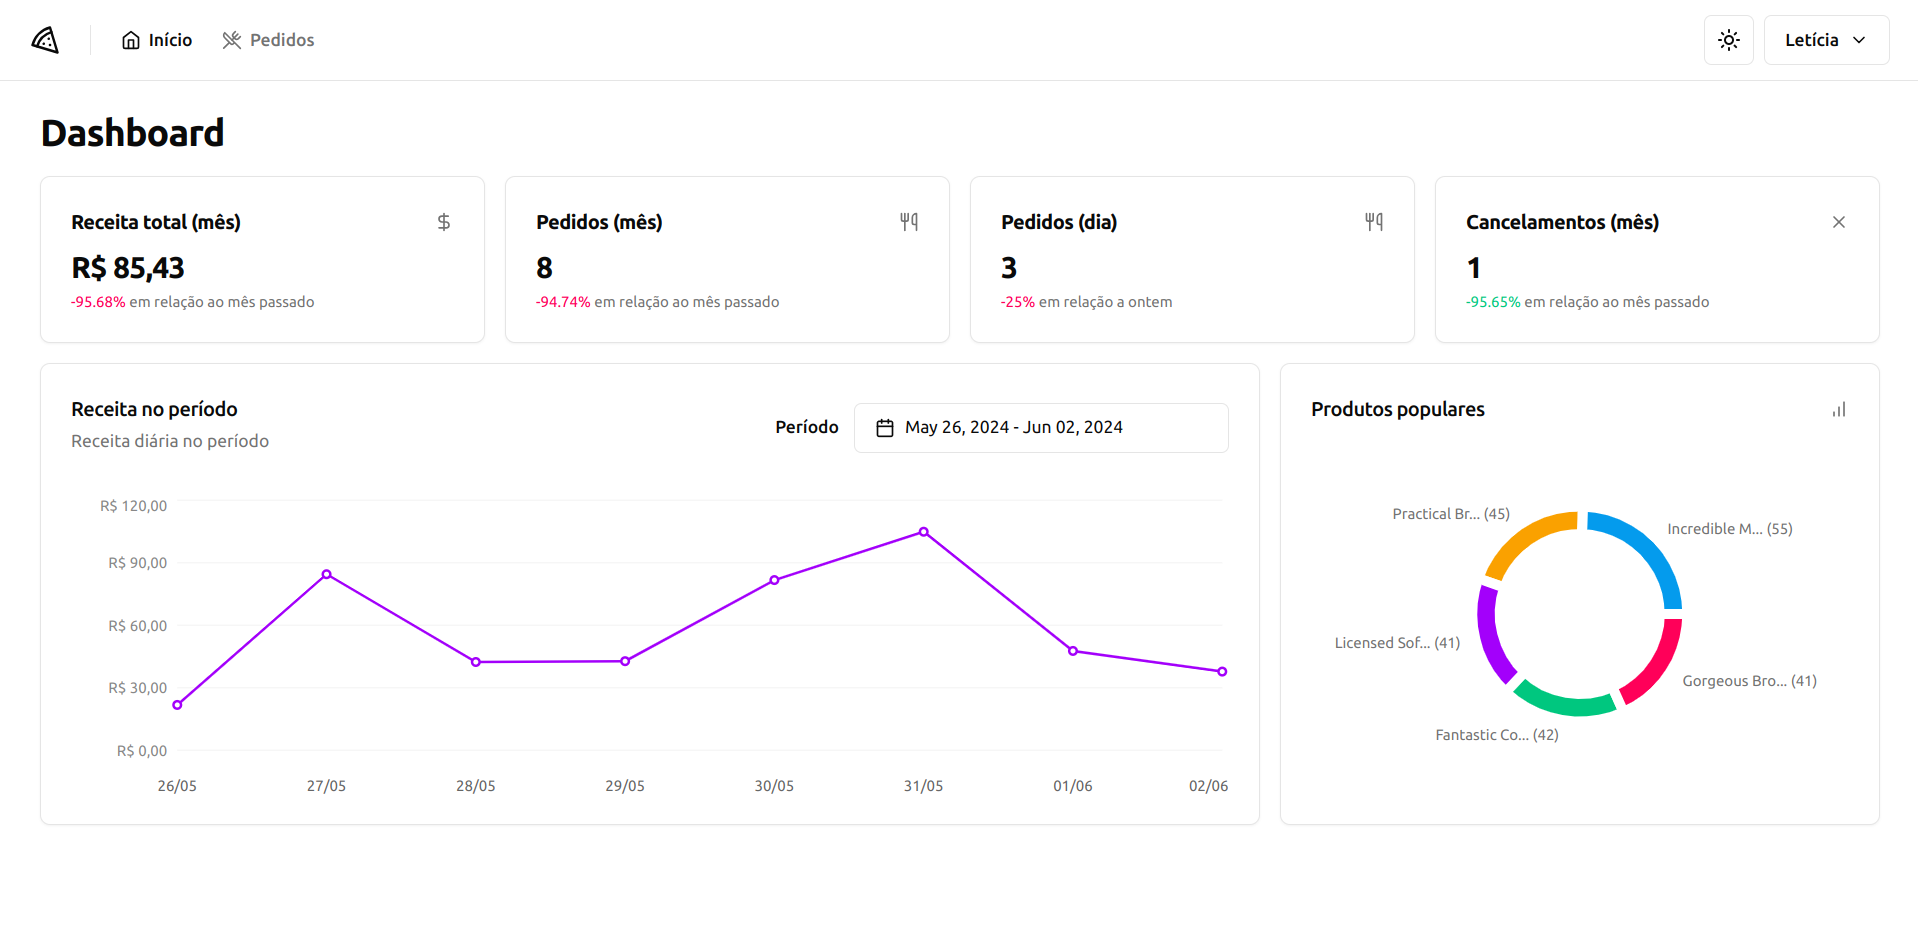 Início
Pedidos
Letícia
Dashboard
Receita total (mês)
R$ 85,43
-95.68% em relação ao mês passado
Pedidos (mês)
8
-94.74% em relação ao mês passado
Pedidos (dia)
3
-25% em relação a ontem
Cancelamentos (mês)
1
-95.65% em relação ao mês passado
Receita no período
Receita diária no período
Período
May 26, 2024 - Jun 02, 2024
R$ 120,00
R$ 90,00
R$ 60,00
R$ 30,00
R$ 0,00
26/05
27/05
28/05
29/05
30/05
31/05
01/06
02/06
Produtos populares
Practical Br... (45)
Incredible M... (55)
Licensed Sof... (41)
Gorgeous Bro... (41)
Fantastic Co... (42)